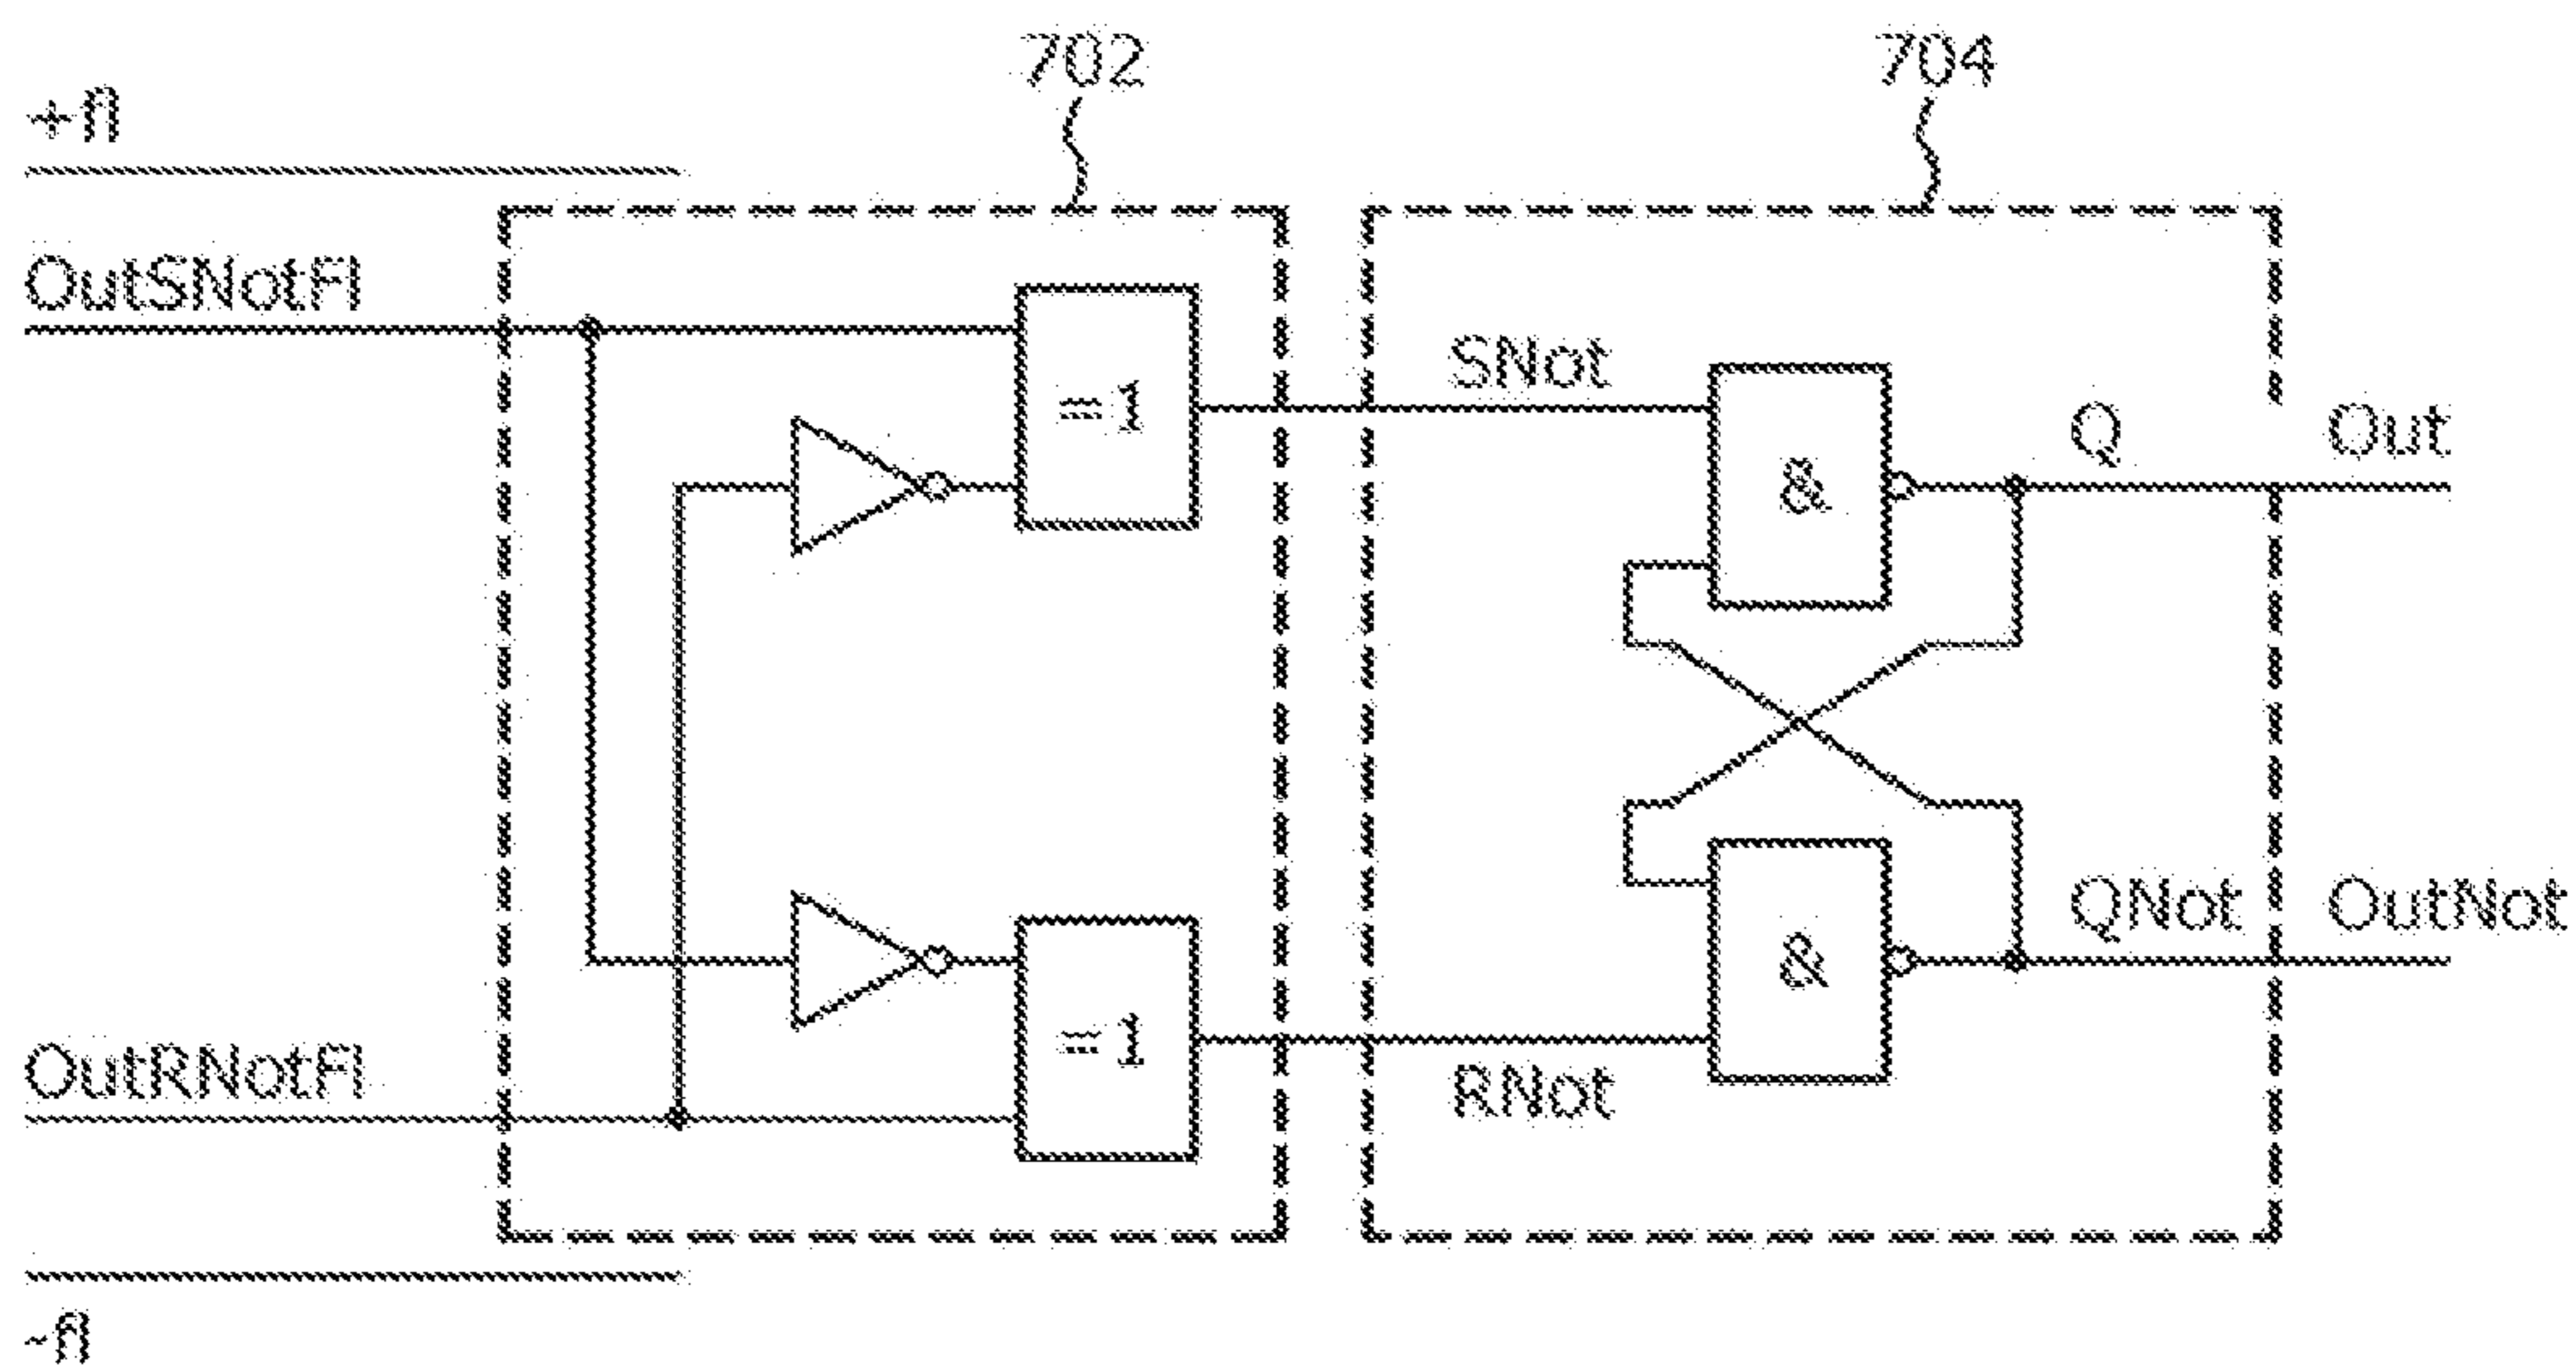 702
704
+fl
OutSNotFl
=1
SNot
&
Q
Out
OutRNotFl
=1
RNot
&
QNot
OutNot
-fl